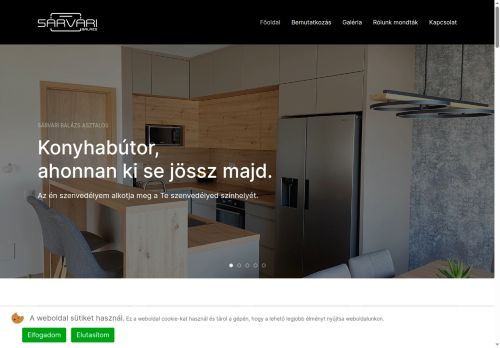 SÁRVÁRI
BALÁZS
Főoldal Bemutatkozás Galéria Rólunk mondták Kapcsolat
SÁRVÁRI BALÁZS ASZTALOS
Konyhabútor,
ahonnan ki se jössz majd.
Az én szenvedélyem alkotja meg a Te szenvedélyed színhelyét.
A weboldal sütiket használ. Ez a weboldal cookie-kat használ és tárol a gépén, hogy a lehető legjobb élményt nyújtsa weboldalunkon.
Elfogadom Elutasítom